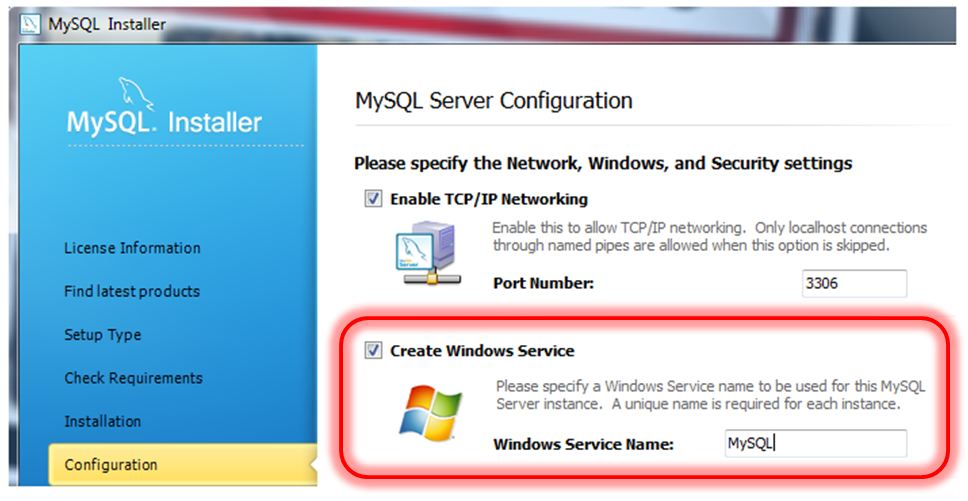 MySQL Installer
MySQL. Installer
License Information
Find latest products
Setup Type
Check Requirements
Installation
Configuration
MySQL Server Configuration
Please specify the Network, Windows, and Security settings
Enable TCP/IP Networking
Enable this to allow TCP/IP networking. Only localhost connections
through named pipes are allowed when this option is skipped.
Port Number: 3306
Create Windows Service
Please specify a Windows Service name to be used for this MySQL
Server instance. A unique name is required for each instance.
Windows Service Name: MySQL